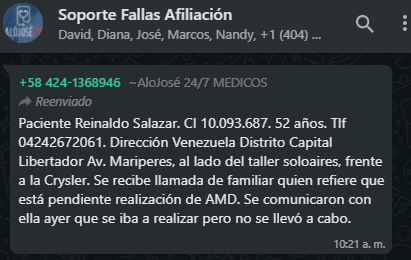 Soporte Fallas Afiliación
David, Diana, José, Marcos, Nandy, +1 (404) ...
+58 424-1368946 ~AloJosé 24/7 MEDICOS
Reenviado
Paciente Reinaldo Salazar. CI 10.093.687. 52 años. Tlf
04242672061. Dirección Venezuela Distrito Capital
Libertador Av. Mariperes, al lado del taller soloaires, frente
a la Crysler. Se recibe llamada de familiar quien refiere que
está pendiente realización de AMD. Se comunicaron con
ella ayer que se iba a realizar pero no se llevó a cabo.
10:21 a. m.